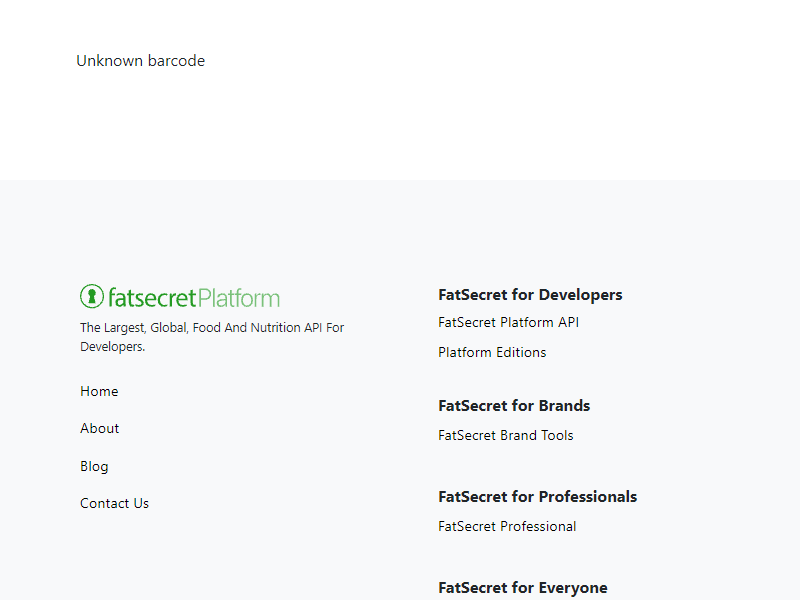 Unknown barcode
fatsecret Platform
The Largest, Global, Food And Nutrition API For
Developers.
Home
About
Blog
Contact Us
FatSecret for Developers
FatSecret Platform API
Platform Editions
FatSecret for Brands
FatSecret Brand Tools
FatSecret for Professionals
FatSecret Professional
FatSecret for Everyone